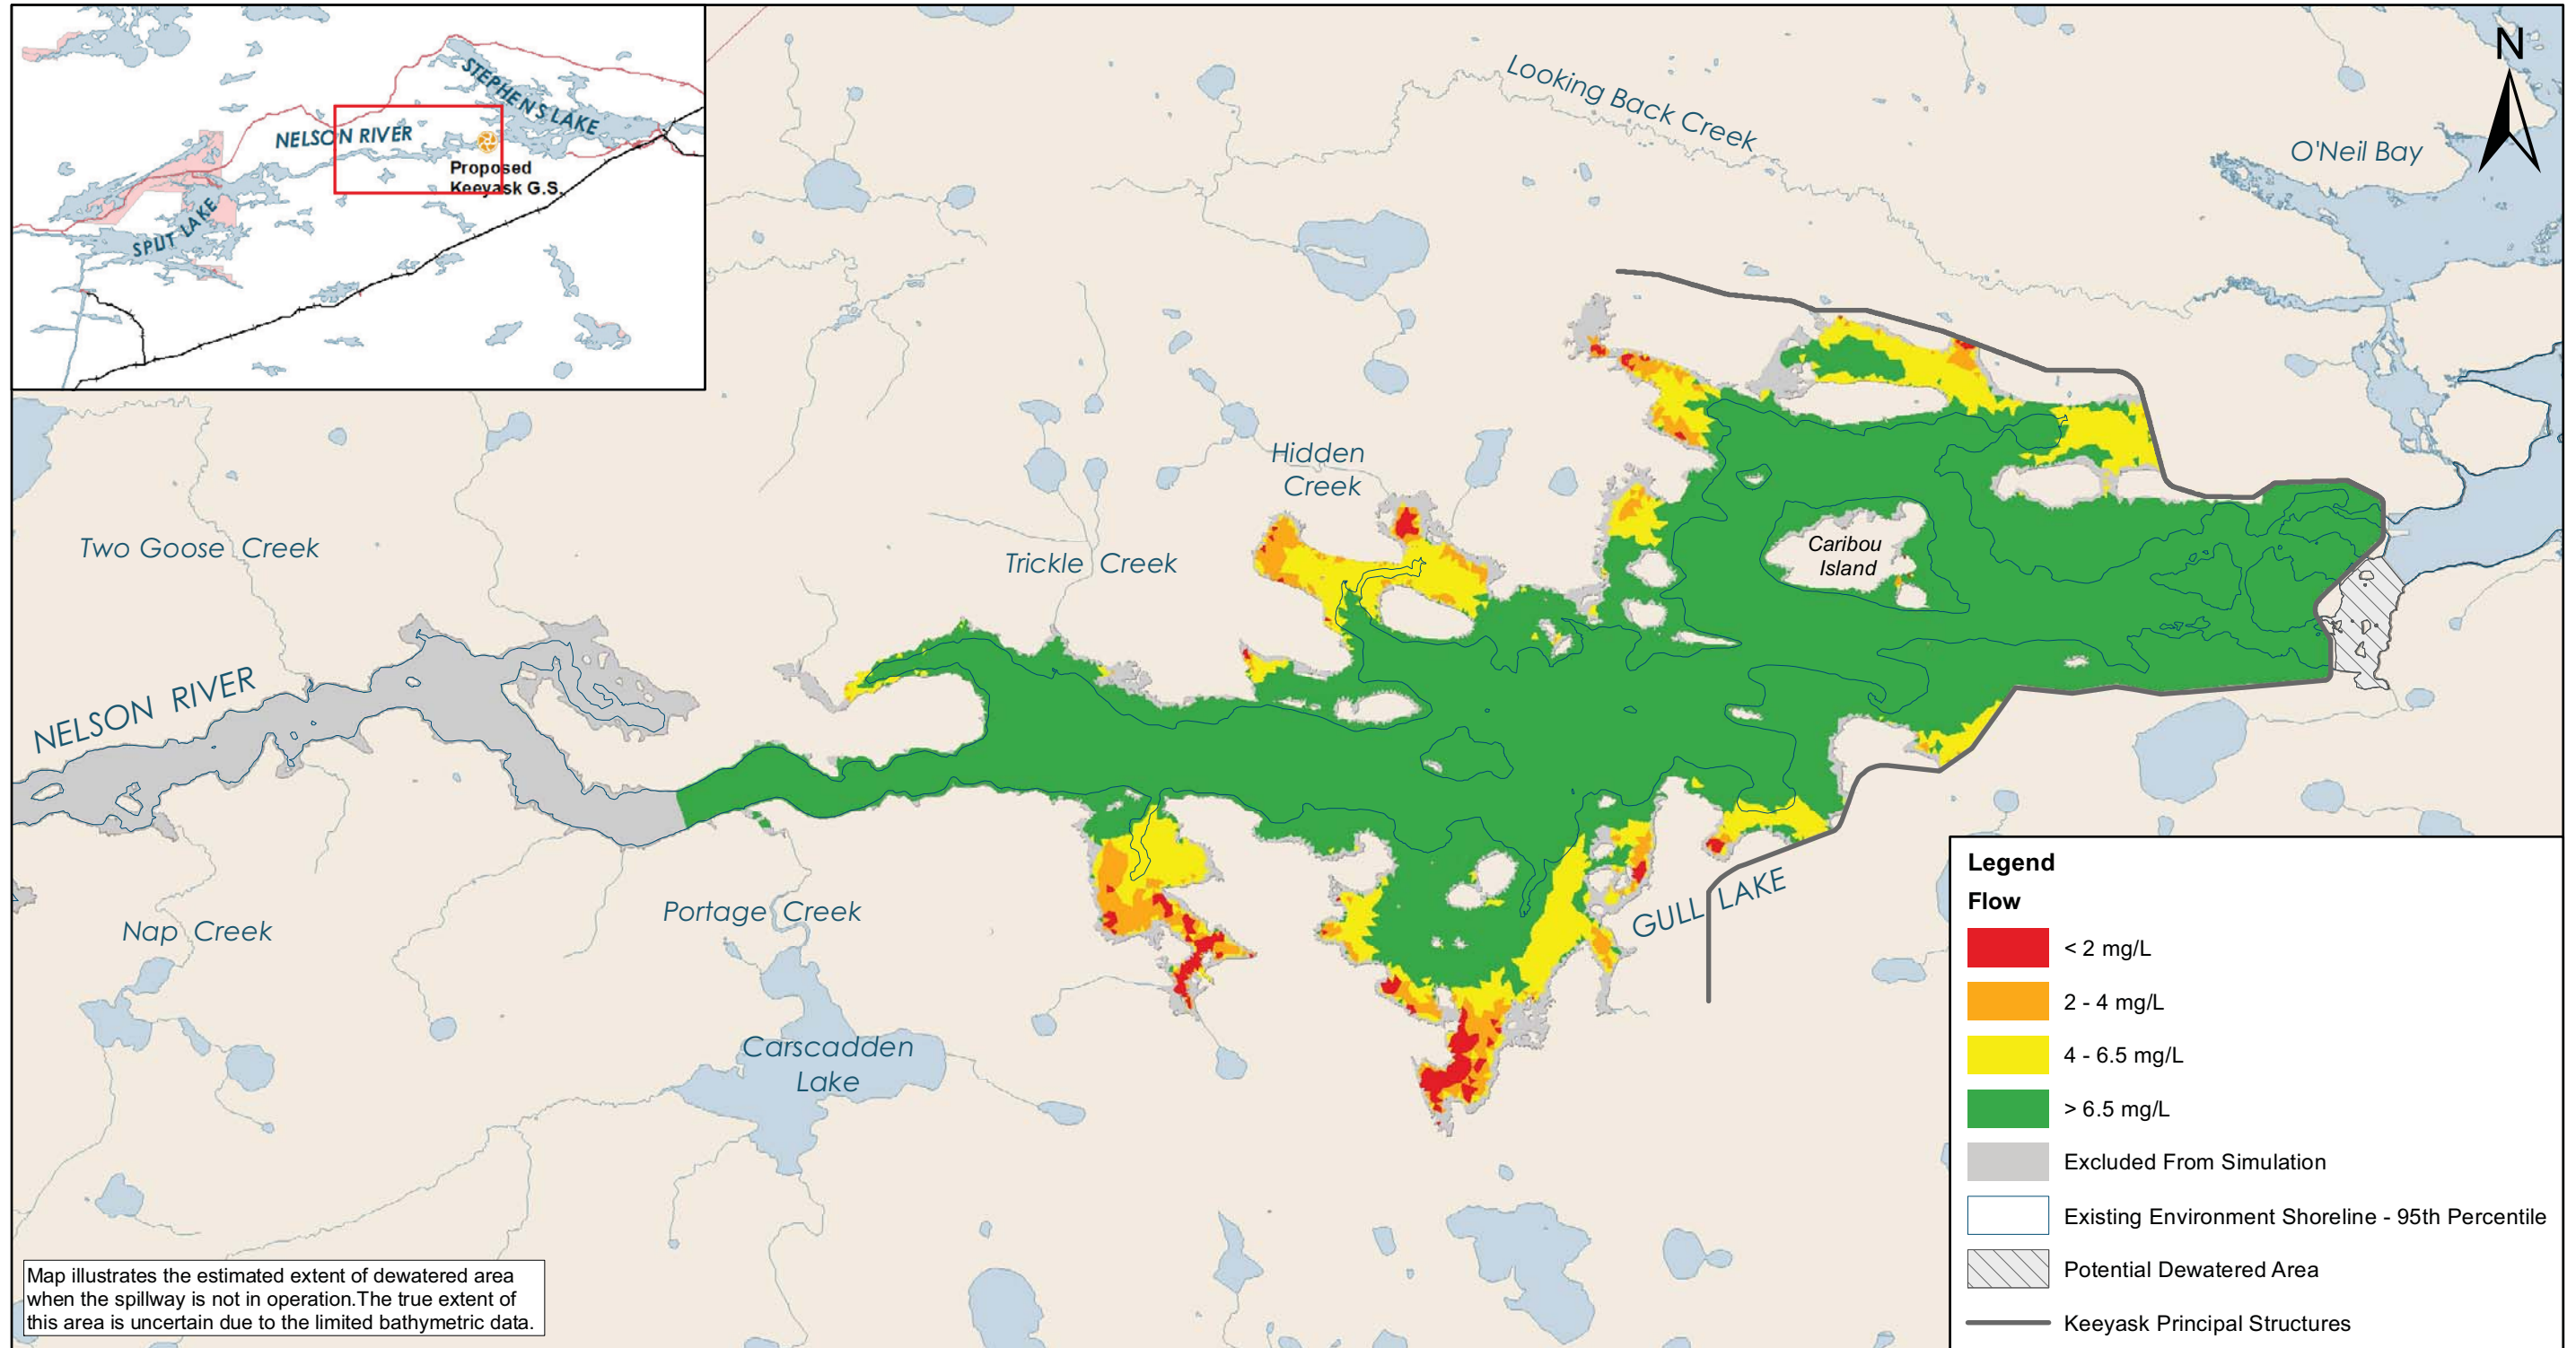 STEPHENS LAKE
NELSON RIVER
Proposed
Keeyask G.S.
SPLIT LAKE
N
Looking Back Creek
O'Neil Bay
Hidden
Creek
Two Goose Creek
Trickle Creek
Caribou
Island
NELSON RIVER
Nap Creek
Portage Creek
GULL LAKE
Carscadden
Lake
Legend
Flow
< 2 mg/L
2 - 4 mg/L
4 - 6.5 mg/L
> 6.5 mg/L
Excluded From Simulation
Existing Environment Shoreline - 95th Percentile
Potential Dewatered Area
Keeyask Principal Structures
Map illustrates the estimated extent of dewatered area
when the spillway is not in operation.The true extent of
this area is uncertain due to the limited bathymetric data.